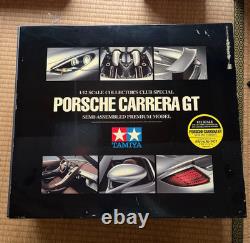 1/12 SCALE COLLECTOR'S CLUB SPECIAL
PORSCHE CARRERA GT
SEMI-ASSEMBLED PREMIUM MODEL
TAMIYA
PORSCHE CARRERA GT